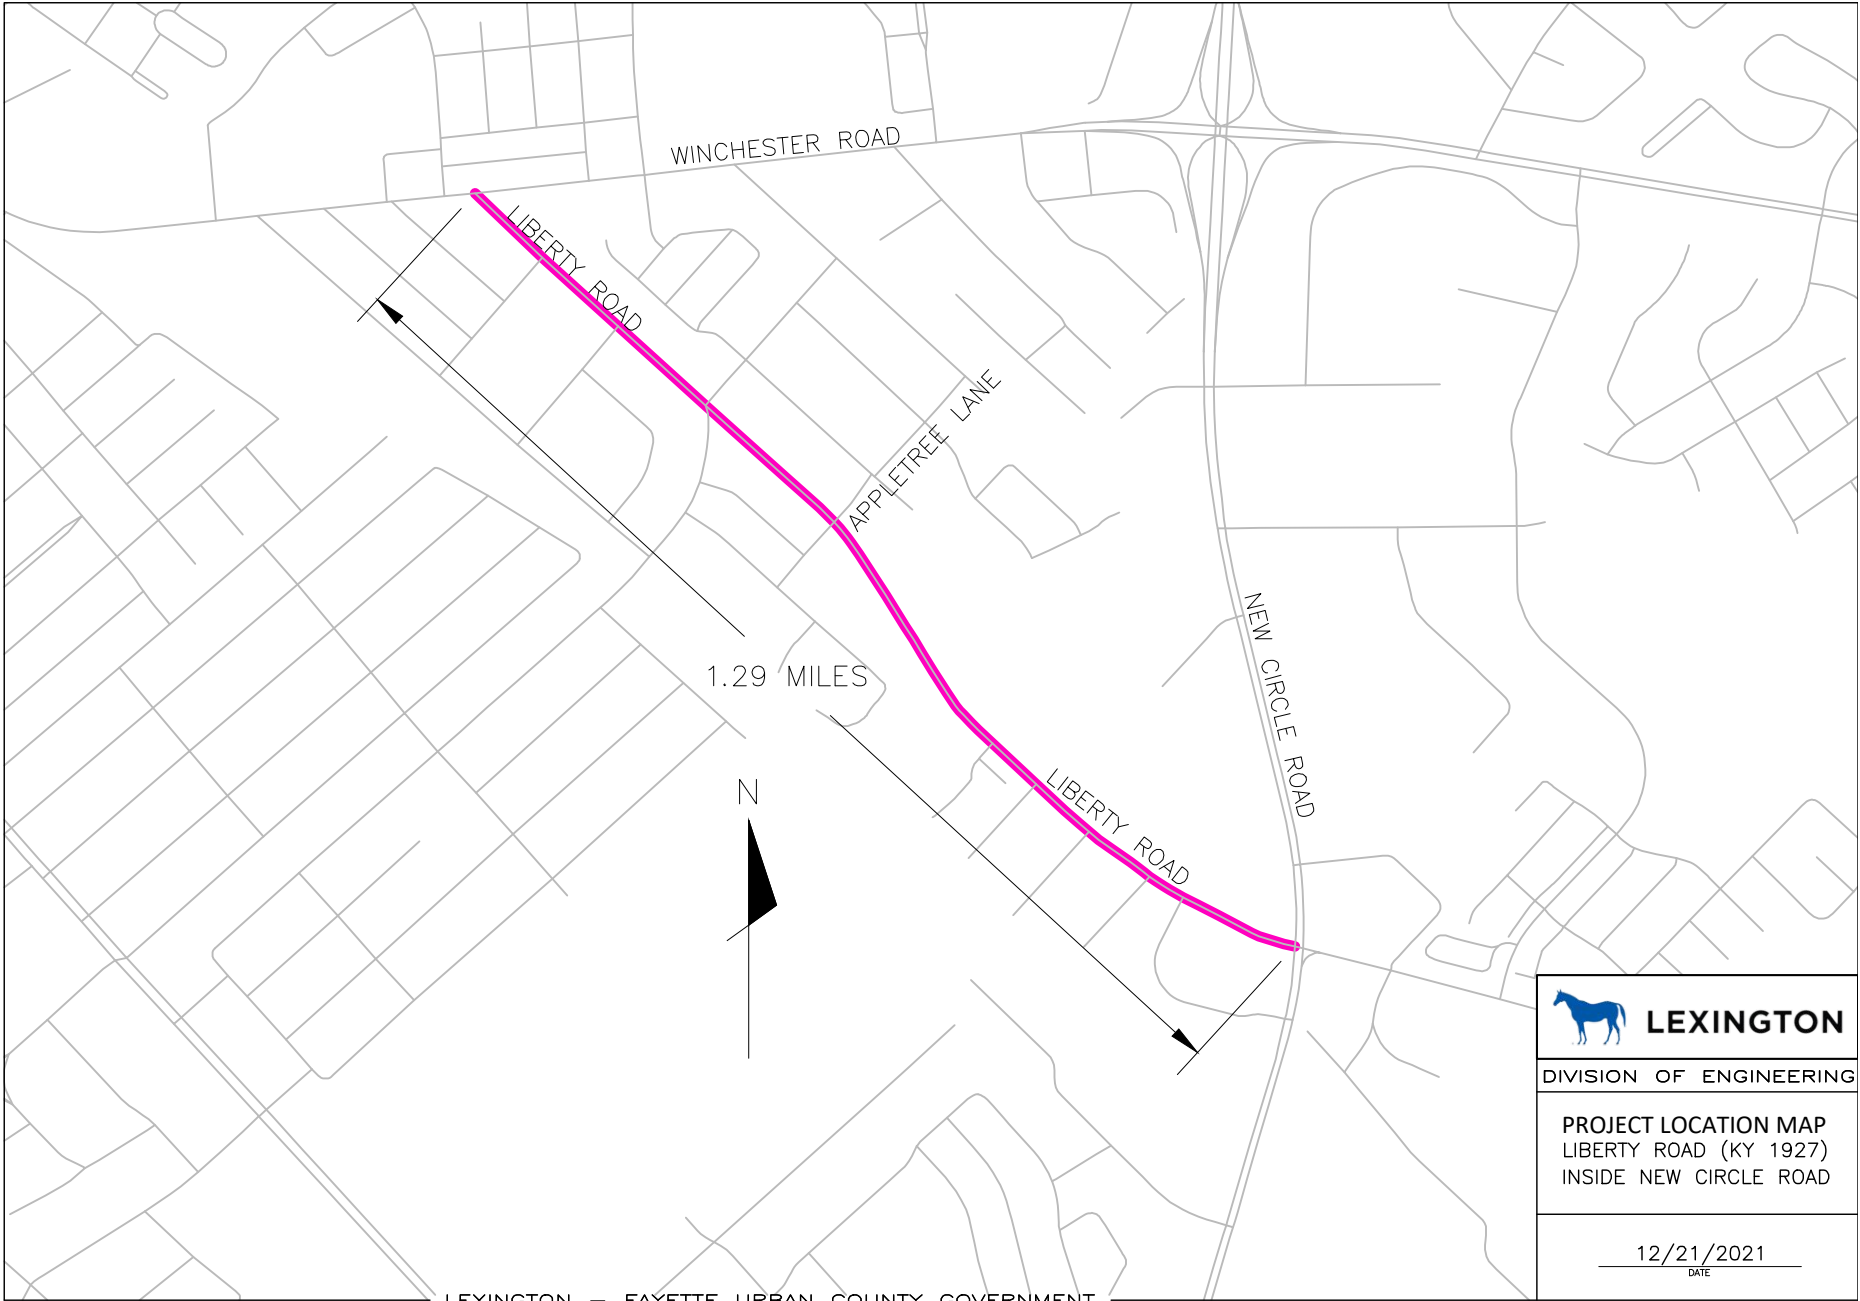 WINCHESTER ROAD
LIBERTY ROAD
APPLETREE LANE
NEW CIRCLE ROAD
1.29 MILES
LIBERTY ROAD
N
LEXINGTON
DIVISION OF ENGINEERING
PROJECT LOCATION MAP
LIBERTY ROAD (KY 1927)
INSIDE NEW CIRCLE ROAD
12/21/2021
DATE
LEXINGTON - FAYETTE URBAN COUNTY GOVERNMENT